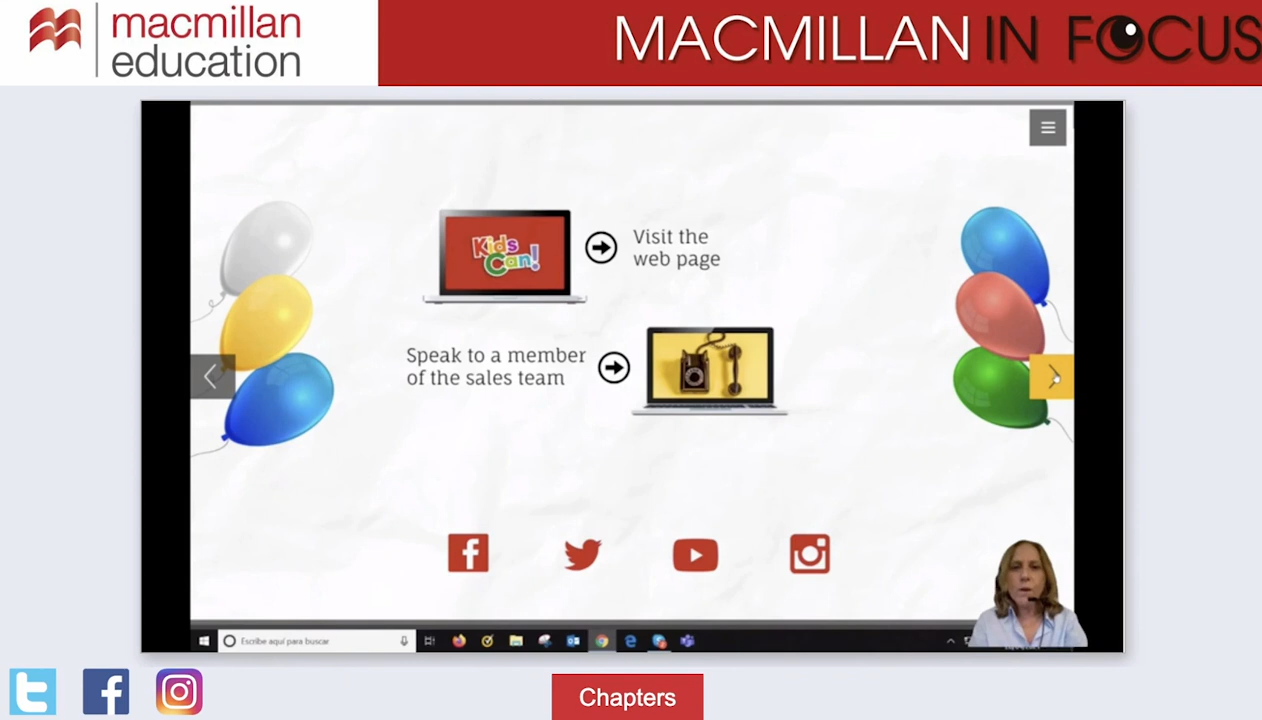 macmillan
education
MACMILLAN IN FOCUS
Kids
Can!
Visit the
web page
Speak to a member
of the sales team
Escribe aquí para buscar
Chapters